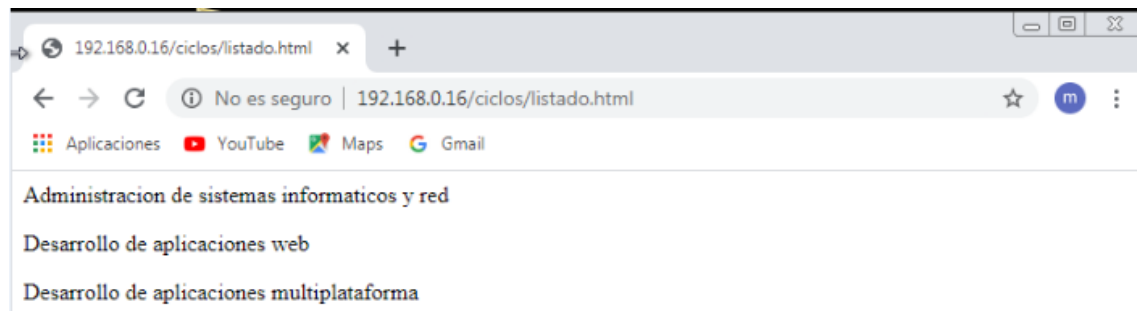 192.168.0.16/ciclos/listado.html
No es seguro | 192.168.0.16/ciclos/listado.html
m
Aplicaciones YouTube Maps G Gmail
Administracion de sistemas informaticos y red
Desarrollo de aplicaciones web
Desarrollo de aplicaciones multiplataforma